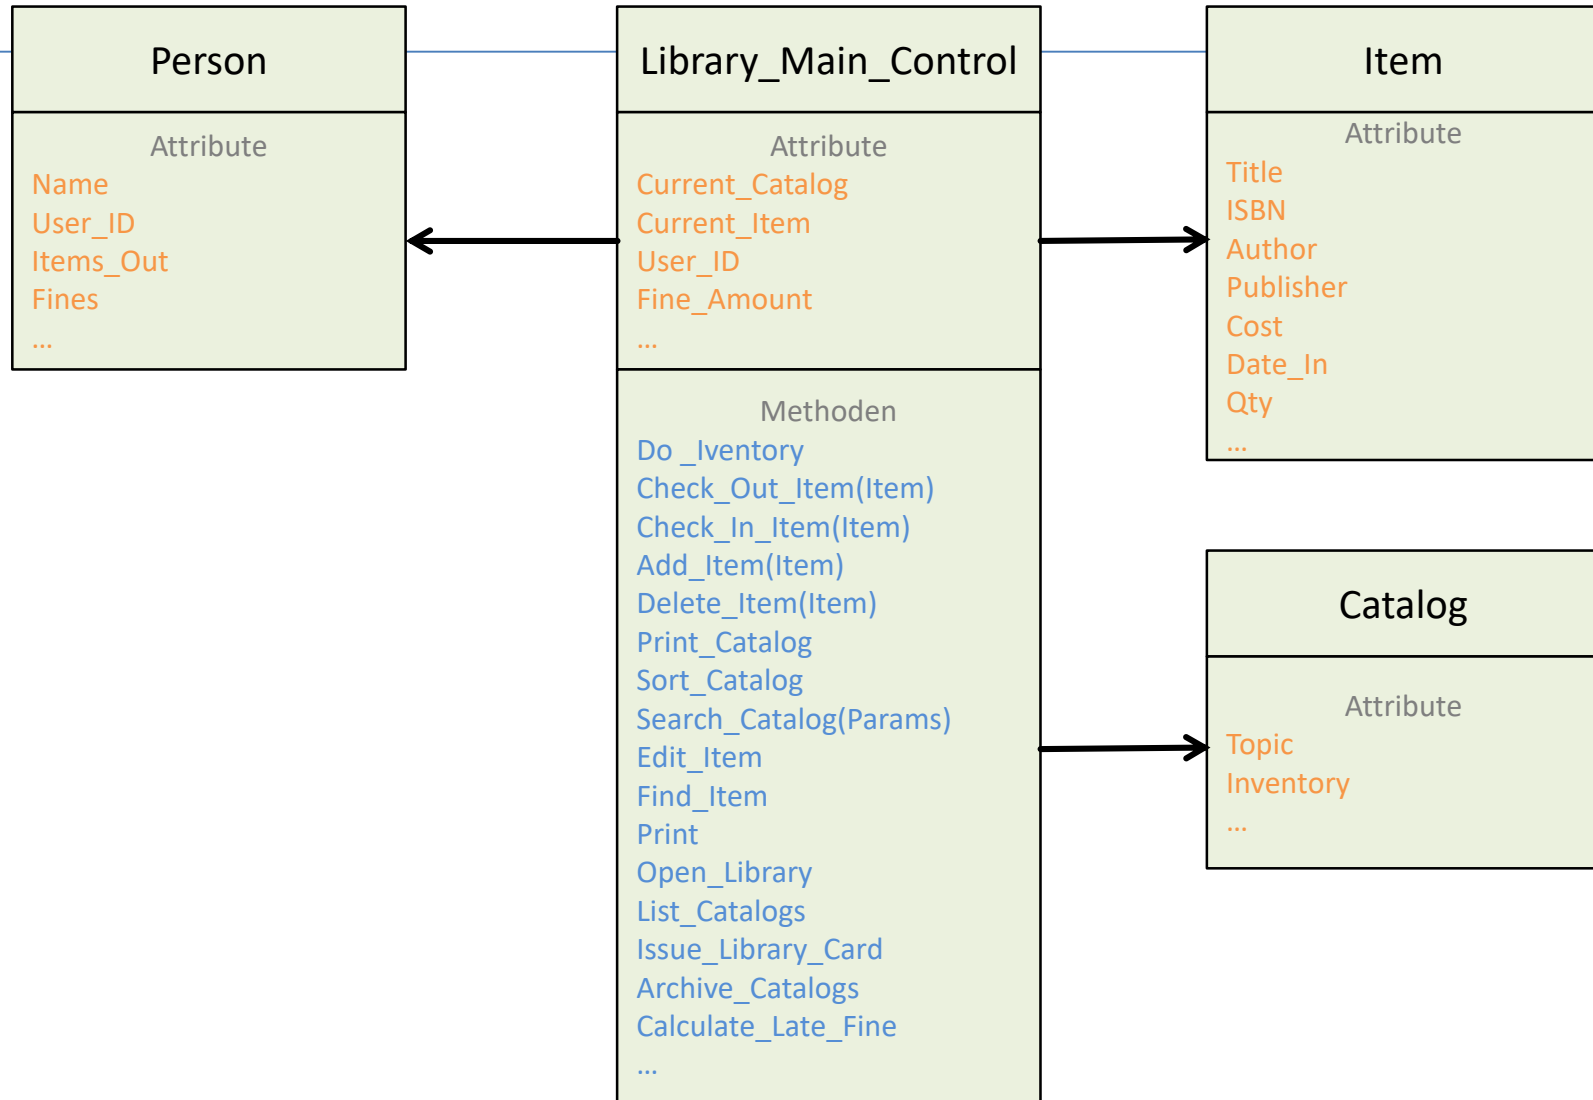 Person
Attribute
Name
User_ID
Items_Out
Fines
...
Library_Main_Control
Attribute
Current_Catalog
Current_Item
User_ID
Fine_Amount
...
Methoden
Do _Iventory
Check_Out_Item(Item)
Check_In_Item(Item)
Add_Item(Item)
Delete_Item(Item)
Print_Catalog
Sort_Catalog
Search_Catalog(Params)
Edit_Item
Find_Item
Print
Open_Library
List_Catalogs
Issue_Library_Card
Archive_Catalogs
Calculate_Late_Fine
...
Item
Attribute
Title
ISBN
Author
Publisher
Cost
Date_In
Qty
...
Catalog
Attribute
Topic
Inventory
...